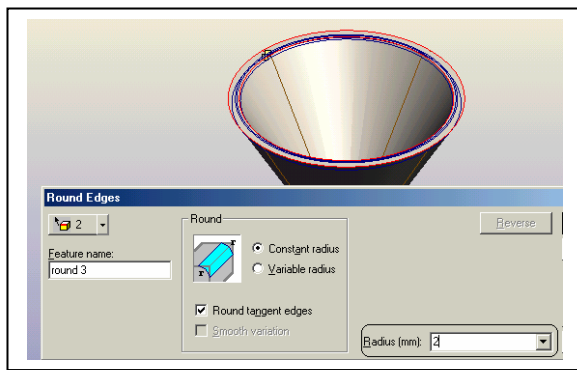 Round Edges
2
Round
Reverse
Feature name:
round 3
Constant radius
r
r
Variable radius
Round tangent edges
Smooth variation
Radius (mm): 2